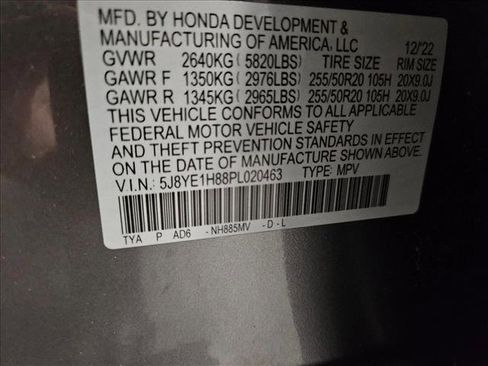 MFD. BY HONDA DEVELOPMENT &
MANUFACTURING OF AMERICA, LLC 12/22
GVWR 2640KG ( 5820LBS) TIRE SIZE RIM SIZE
GAWR F 1350KG ( 2976LBS) 255/50R20 105H 20X9.0J
GAWR R 1345KG ( 2965LBS) 255/50R20 105H 20X9.0J
THIS VEHICLE CONFORMS TO ALL APPLICABLE
FEDERAL MOTOR VEHICLE SAFETY
AND THEFT PREVENTION STANDARDS IN EFFECT
ON THE DATE OF MANUFACTURE SHOWN ABOVE.
V.I.N.: 5J8YE1H88PL020463 TYPE: MPV
TYA P AD6 -NH885MV -D-L